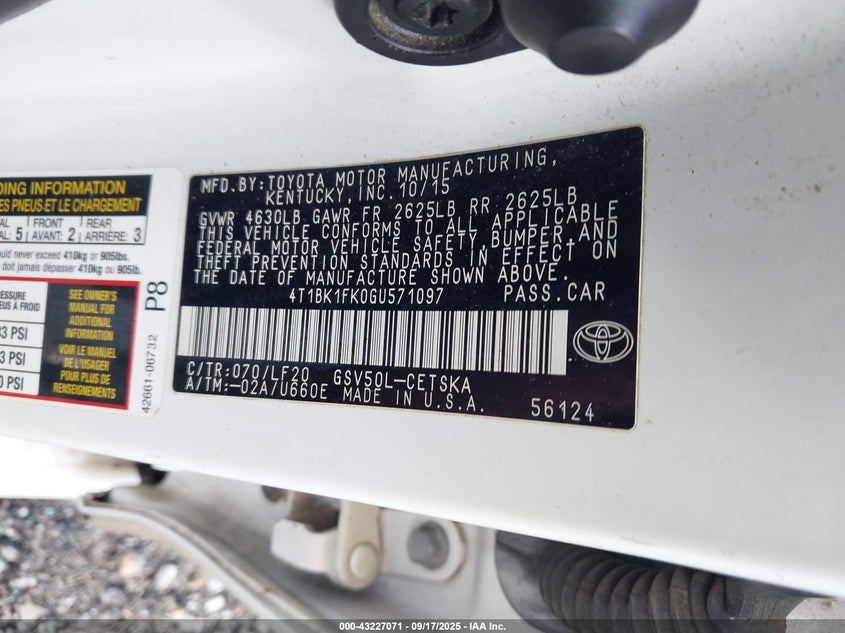 DING INFORMATION
ES PNEUS ET LE CHARGEMENT
FRONT REAR
AL: 5 AVANT: 2 ARRIÈRE: 3
ould never exceed 410kg or 905lbs.
doit jamais dépasser 410kg ou 905lb.
P8
SEE OWNER'S
MANUAL FOR
ADDITIONAL
INFORMATION
VOIR LE MANUEL
POUR PLUS DE
RENSEIGNEMENTS
33 PSI
3 PSI
0 PSI
42661-06732
MFD.BY:TOYOTA MOTOR MANUFACTURING,
KENTUCKY, INC. 10/15
GVWR 4630LB GAWR FR 2625LB RR 2625LB
THIS VEHICLE CONFORMS TO ALL APPLICABLE
FEDERAL MOTOR VEHICLE SAFETY,BUMPER,AND
THEFT PREVENTION STANDARDS IN EFFECT ON
THE DATE OF MANUFACTURE SHOWN ABOVE.
4T1BK1FK0GU571097 PASS.CAR
C/TR:070/LF20 GSV50L-CETSKA
A/TM:-02A7U660E MADE IN U.S.A.
56124
000-43227071 - 09/17/2025 - IAA Inc.